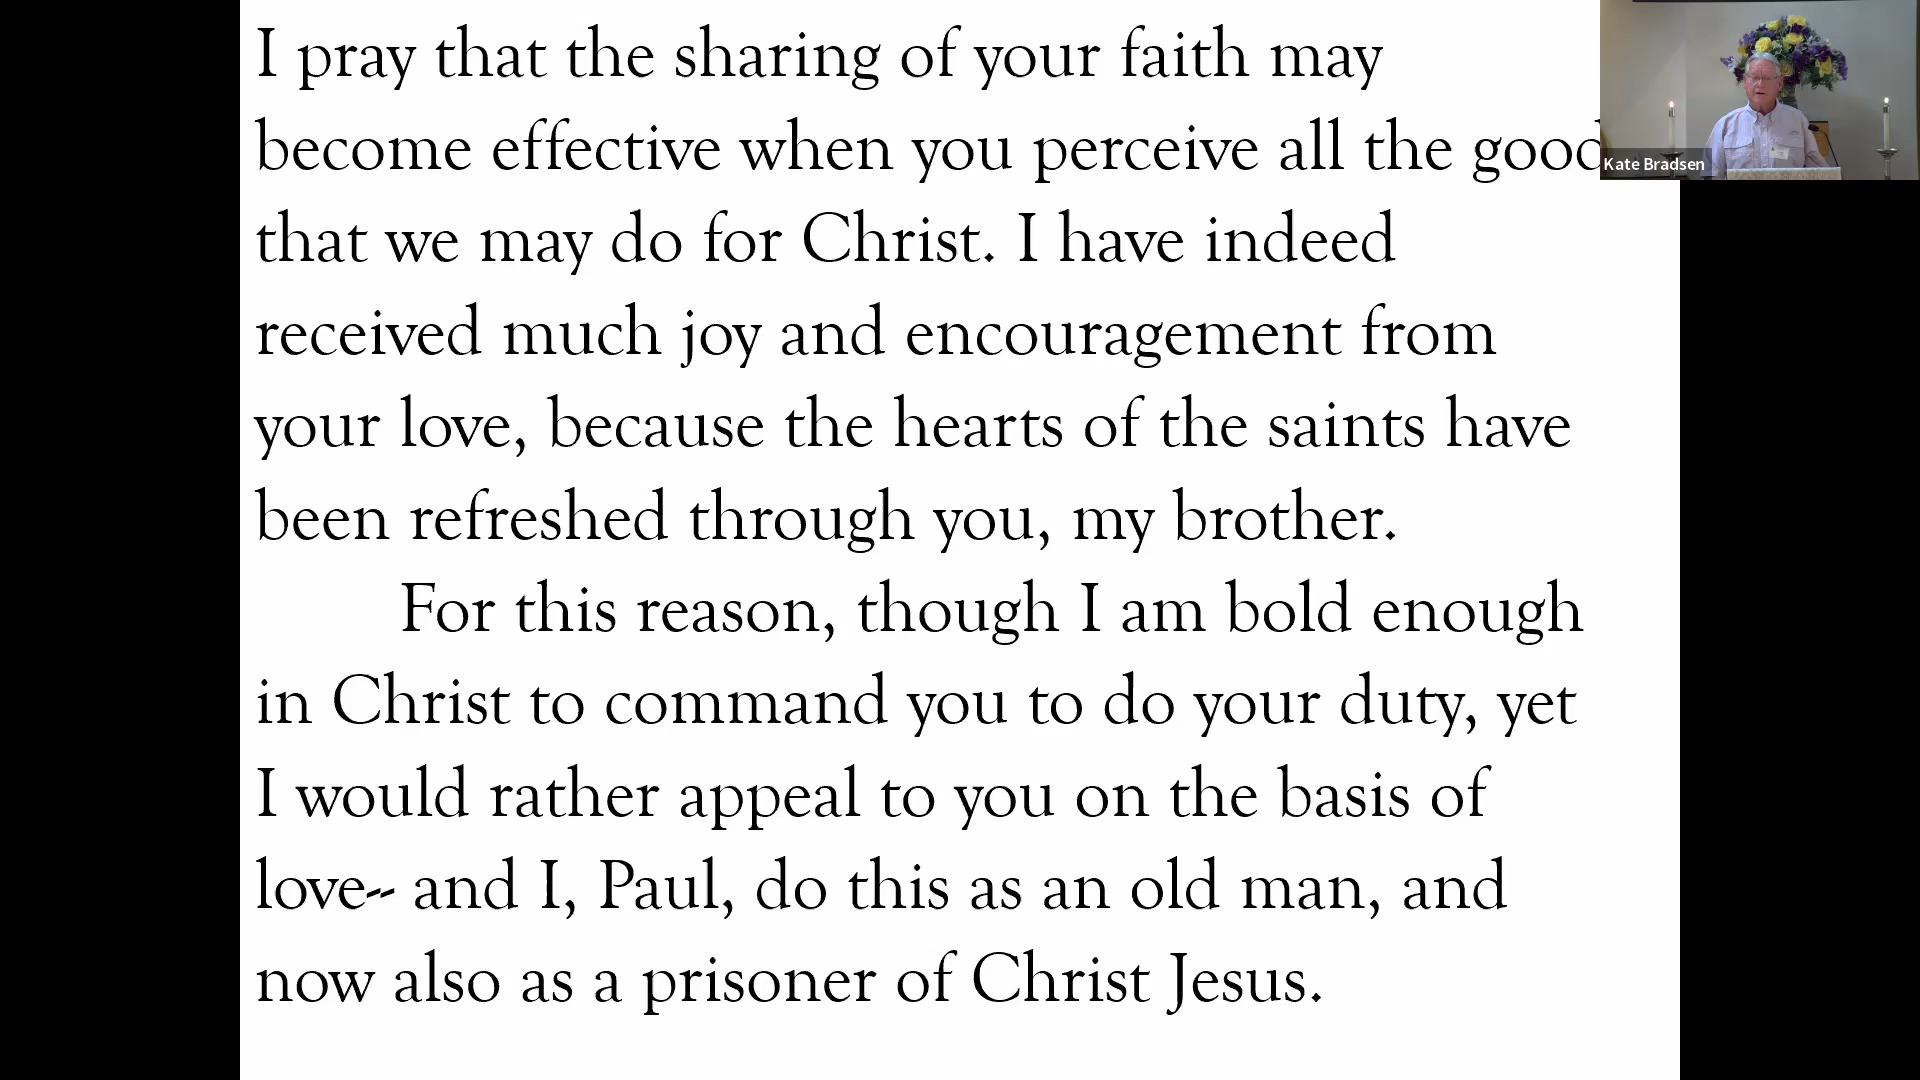 I pray that the sharing of your faith may
become effective when you perceive all the good
that we may do for Christ. I have indeed
received much joy and encouragement from
your love, because the hearts of the saints have
been refreshed through you, my brother.
For this reason, though I am bold enough
in Christ to command you to do your duty, yet
I would rather appeal to you on the basis of
love-- and I, Paul, do this as an old man, and
now also as a prisoner of Christ Jesus.
Kate Bradsen